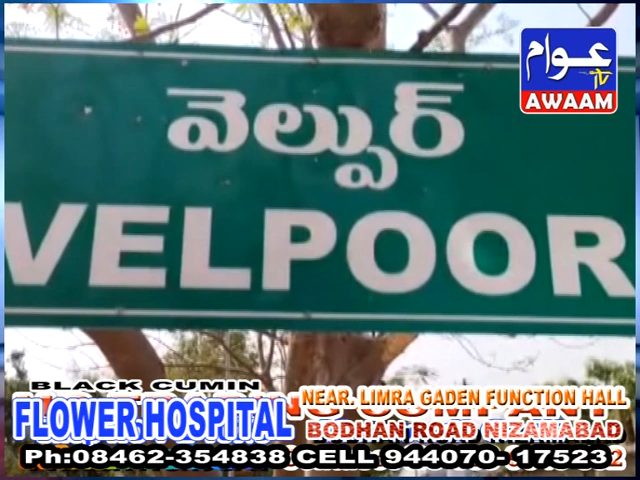 عوام
TV
AWAAM
వెల్పూర్
VELPOOR
BLACK CUMIN
NEAR. LIMRA GADEN FUNCTION HALL
FLOWER HOSPITAL
BODHAN ROAD NIZAMABAD
Ph:08462-354838 CELL 944070-17523